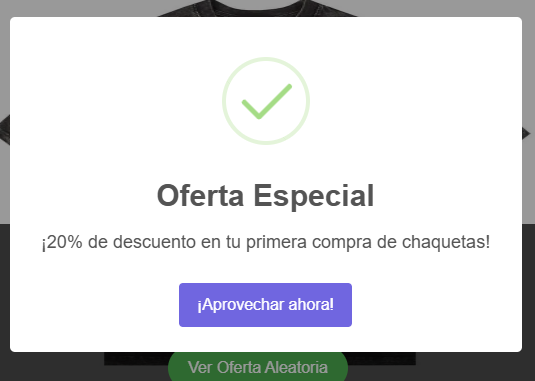 Oferta Especial
¡20% de descuento en tu primera compra de chaquetas!
¡Aprovechar ahora!
Ver Oferta Aleatoria